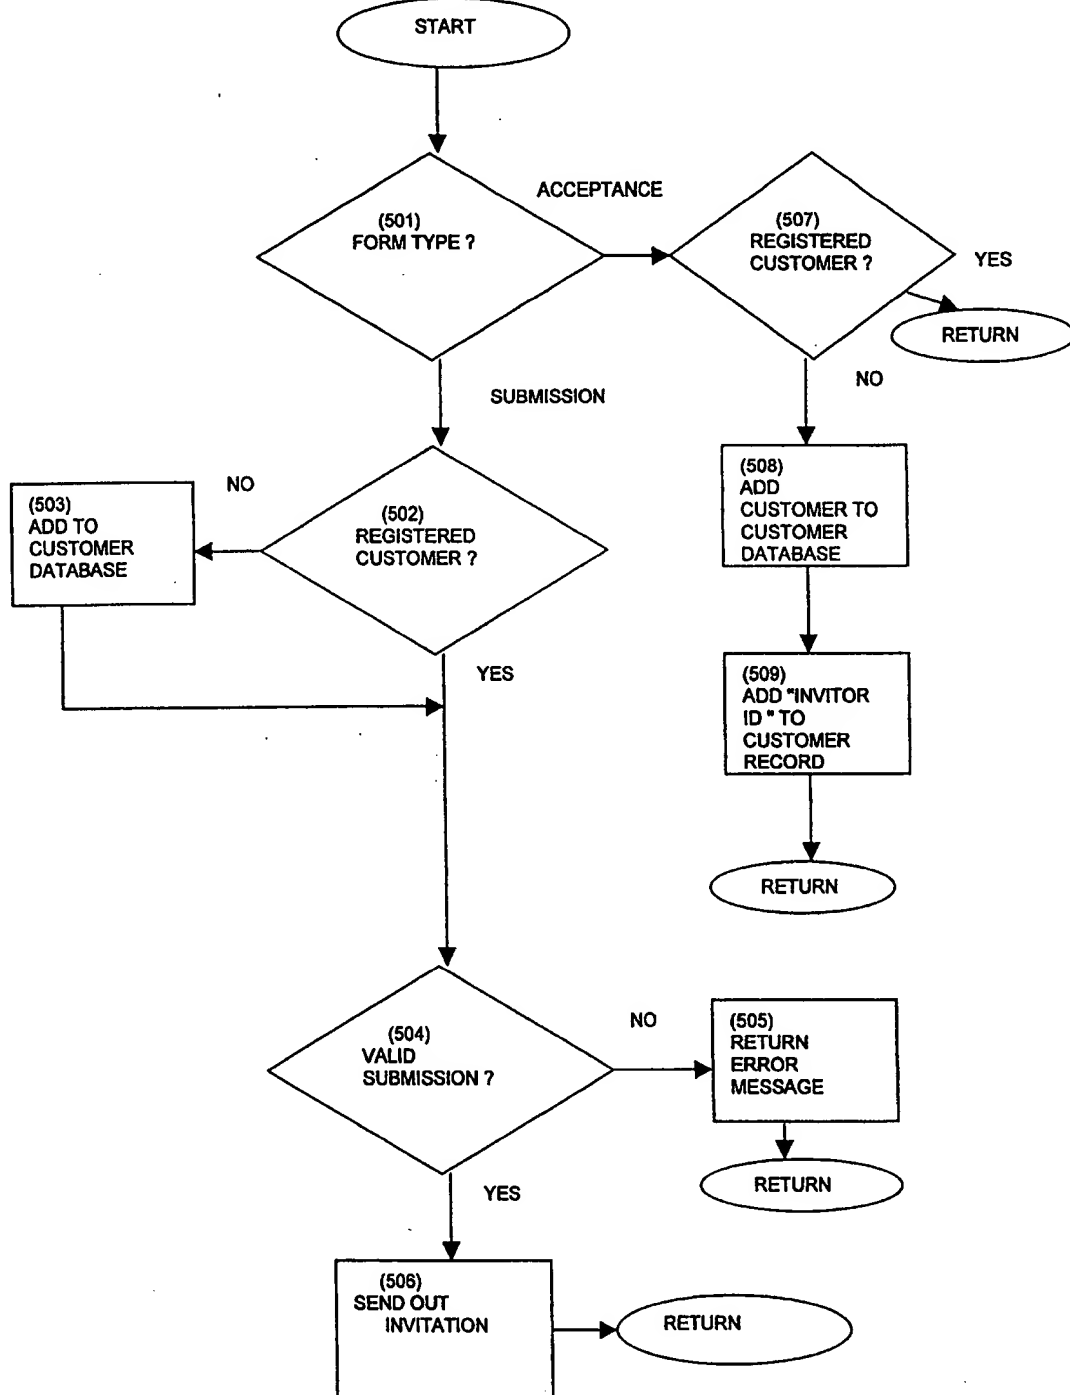 START
ACCEPTANCE
(501)
FORM TYPE ?
(507)
REGISTERED
CUSTOMER ?
YES
RETURN
NO
SUBMISSION
(508)
ADD
CUSTOMER TO
CUSTOMER
DATABASE
NO
(503)
ADD TO
CUSTOMER
DATABASE
(502)
REGISTERED
CUSTOMER ?
YES
(509)
ADD "INVITOR
ID " TO
CUSTOMER
RECORD
RETURN
(504)
VALID
SUBMISSION ?
NO
(505)
RETURN
ERROR
MESSAGE
RETURN
YES
(506)
SEND OUT
INVITATION
RETURN